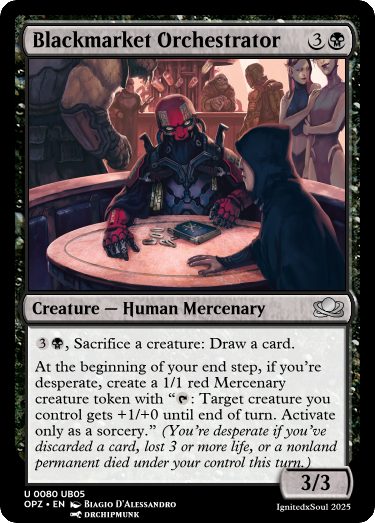 Blackmarket Orchestrator 3
Creature — Human Mercenary
3, Sacrifice a creature: Draw a card.
At the beginning of your end step, if you're
desperate, create a 1/1 red Mercenary
creature token with “: Target creature you
control gets +1/+0 until end of turn. Activate
only as a sorcery.” (You're desperate if you've
discarded a card, lost 3 or more life, or a nonland
permanent died under your control this turn.)
3/3
U 0080 UB05
OPZ • EN Biagio D'Alessandro IgnitedxSoul 2025
DRCHIPMUNK